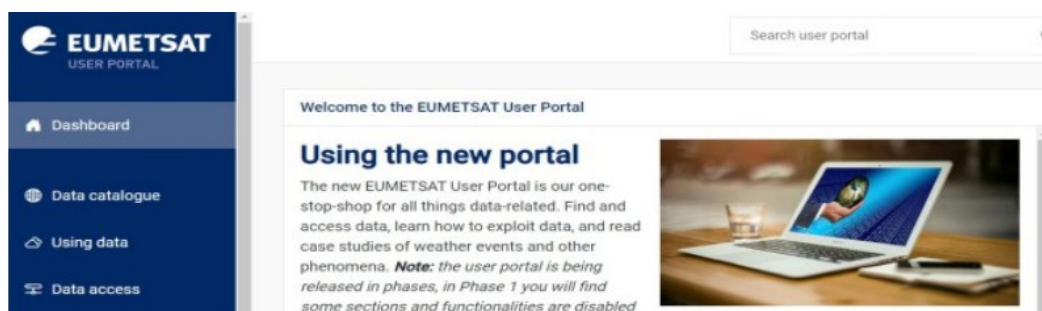 EUMETSAT
USER PORTAL
Search user portal
Dashboard
Data catalogue
Using data
Data access
Welcome to the EUMETSAT User Portal
Using the new portal
The new EUMETSAT User Portal is our one-
stop-shop for all things data-related. Find and
access data, learn how to exploit data, and read
case studies of weather events and other
phenomena. Note: the user portal is being
released in phases, in Phase 1 you will find
some sections and functionalities are disabled